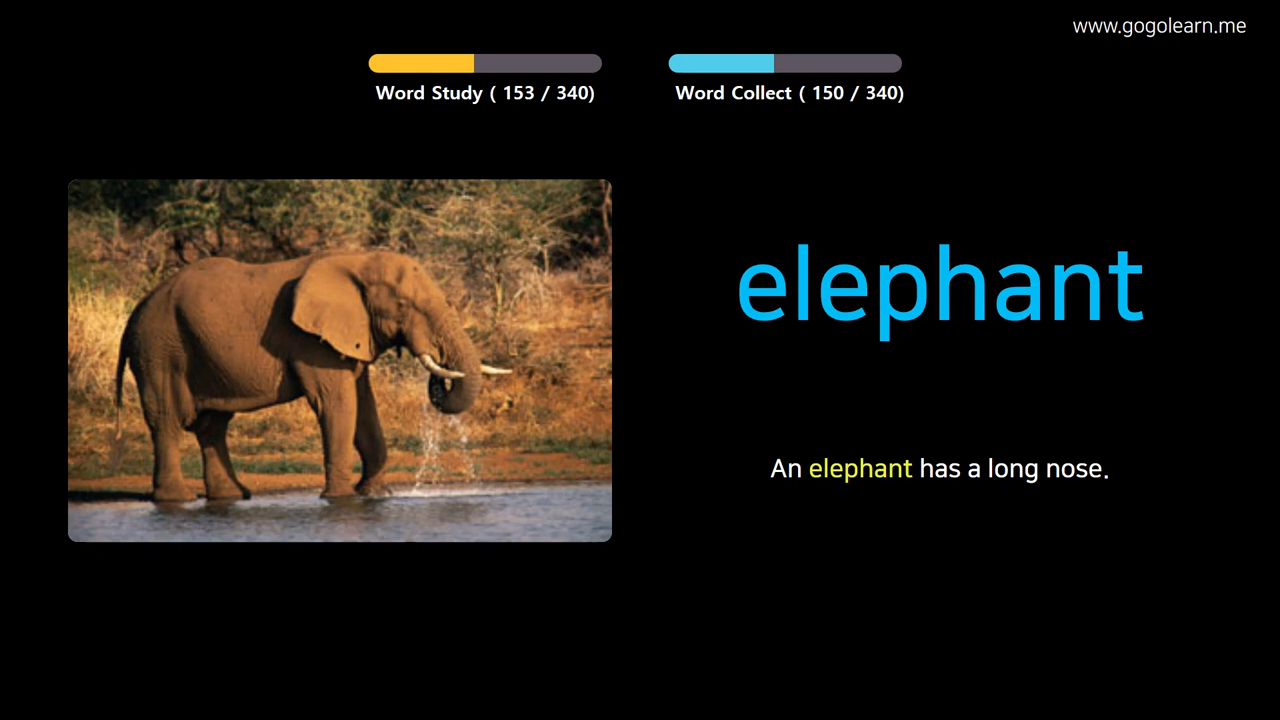 www.gogolearn.me
Word Study ( 153 / 340)
Word Collect ( 150 / 340)
elephant
An elephant has a long nose.